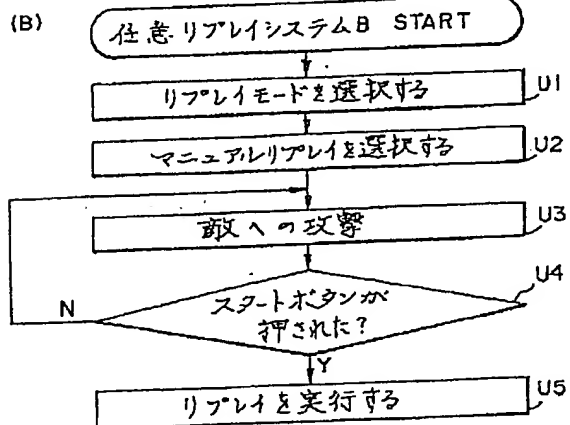 (B)
任意リプレイシステムB START
リプレイモードを選択する
U1
マニュアルリプレイを選択する
U2
敵への攻撃
U3
U4
スタートボタンが
押された?
N
Y
リプレイを実行する
U5